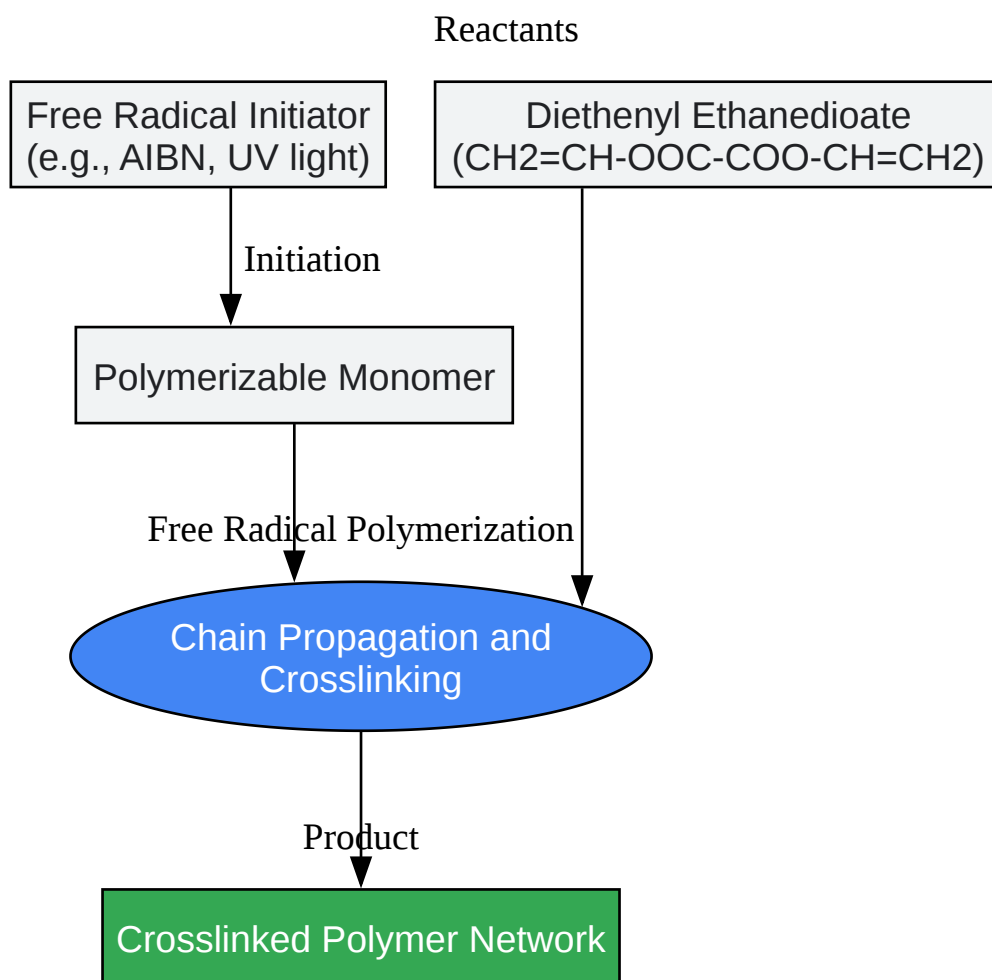 Reactants
Free Radical Initiator
(e.g., AIBN, UV light)
Diethenyl Ethanedioate
(CH2=CH-OOC-COO-CH=CH2)
Initiation
Polymerizable Monomer
Free Radical Polymerization
Chain Propagation and
Crosslinking
Product
Crosslinked Polymer Network